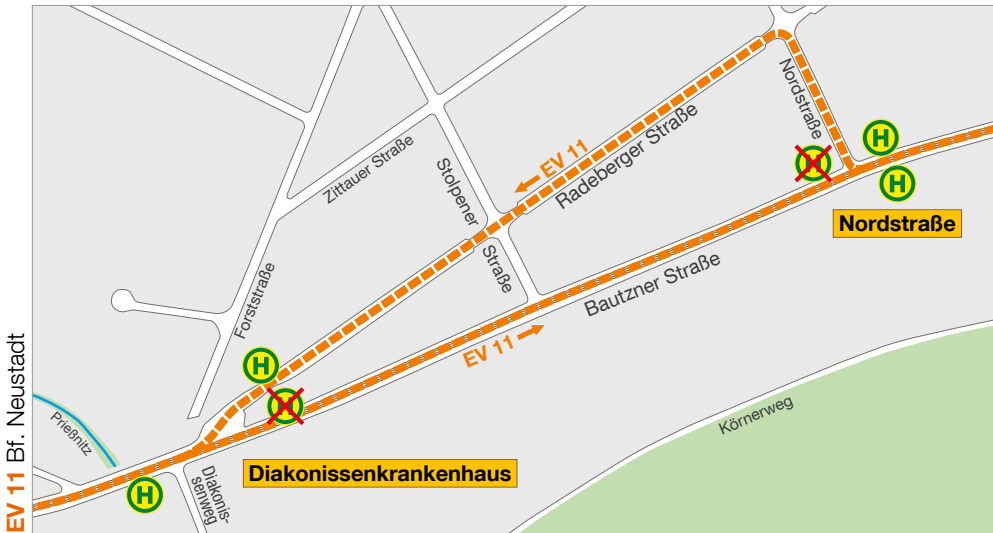 Nordstraße
EV 11
Radeberger Straße
Zittauer Straße
Stolpener
Straße
H
H
H
Nordstraße
Forststraße
Bautzner Straße
EV 11
H
H
Körnerweg
Prießnitz
Diakonissenkrankenhaus
Diakonis-
senweg
H
EV 11 Bf. Neustadt